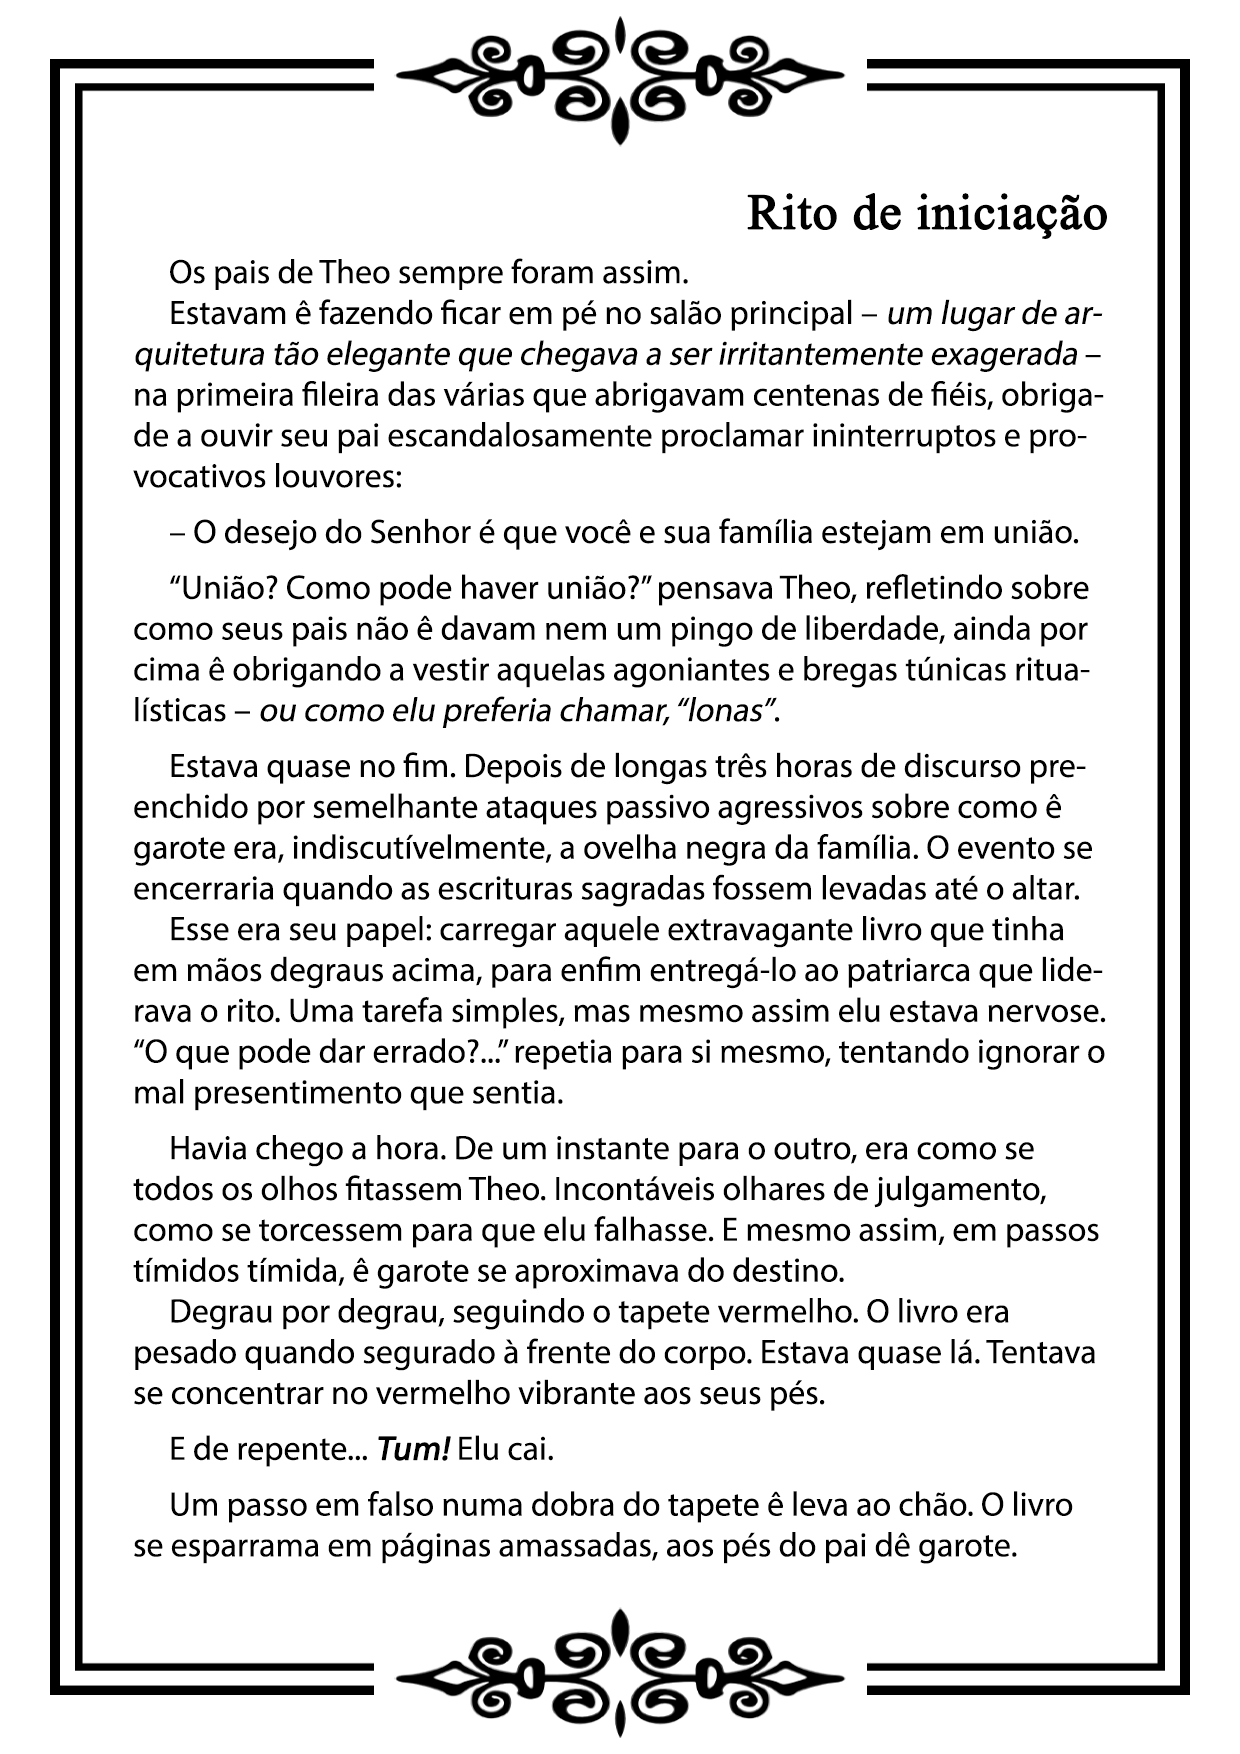 Rito de iniciação
Os pais de Theo sempre foram assim.
Estavam ê fazendo ficar em pé no salão principal – um lugar de ar-
quitetura tão elegante que chegava a ser irritantemente exagerada –
na primeira fileira das várias que abrigavam centenas de fiéis, obriga-
de a ouvir seu pai escandalosamente proclamar ininterruptos e pro-
vocativos louvores:
– O desejo do Senhor é que você e sua família estejam em união.
“União? Como pode haver união?” pensava Theo, refletindo sobre
como seus pais não ê davam nem um pingo de liberdade, ainda por
cima ê obrigando a vestir aquelas agoniantes e bregas túnicas ritua-
lísticas – ou como elu preferia chamar, “lonas”.
Estava quase no fim. Depois de longas três horas de discurso pre-
enchido por semelhante ataques passivo agressivos sobre como ê
garote era, indiscutívelmente, a ovelha negra da família. O evento se
encerraria quando as escrituras sagradas fossem levadas até o altar.
Esse era seu papel: carregar aquele extravagante livro que tinha
em mãos degraus acima, para enfim entregá-lo ao patriarca que lide-
rava o rito. Uma tarefa simples, mas mesmo assim elu estava nervose.
“O que pode dar errado?...” repetia para si mesmo, tentando ignorar o
mal presentimento que sentia.
Havia chego a hora. De um instante para o outro, era como se
todos os olhos fitassem Theo. Incontáveis olhares de julgamento,
como se torcessem para que elu falhasse. E mesmo assim, em passos
tímidos tímida, ê garote se aproximava do destino.
Degrau por degrau, seguindo o tapete vermelho. O livro era
pesado quando segurado à frente do corpo. Estava quase lá. Tentava
se concentrar no vermelho vibrante aos seus pés.
E de repente... Tum! Elu cai.
Um passo em falso numa dobra do tapete ê leva ao chão. O livro
se esparrama em páginas amassadas, aos pés do pai dê garote.